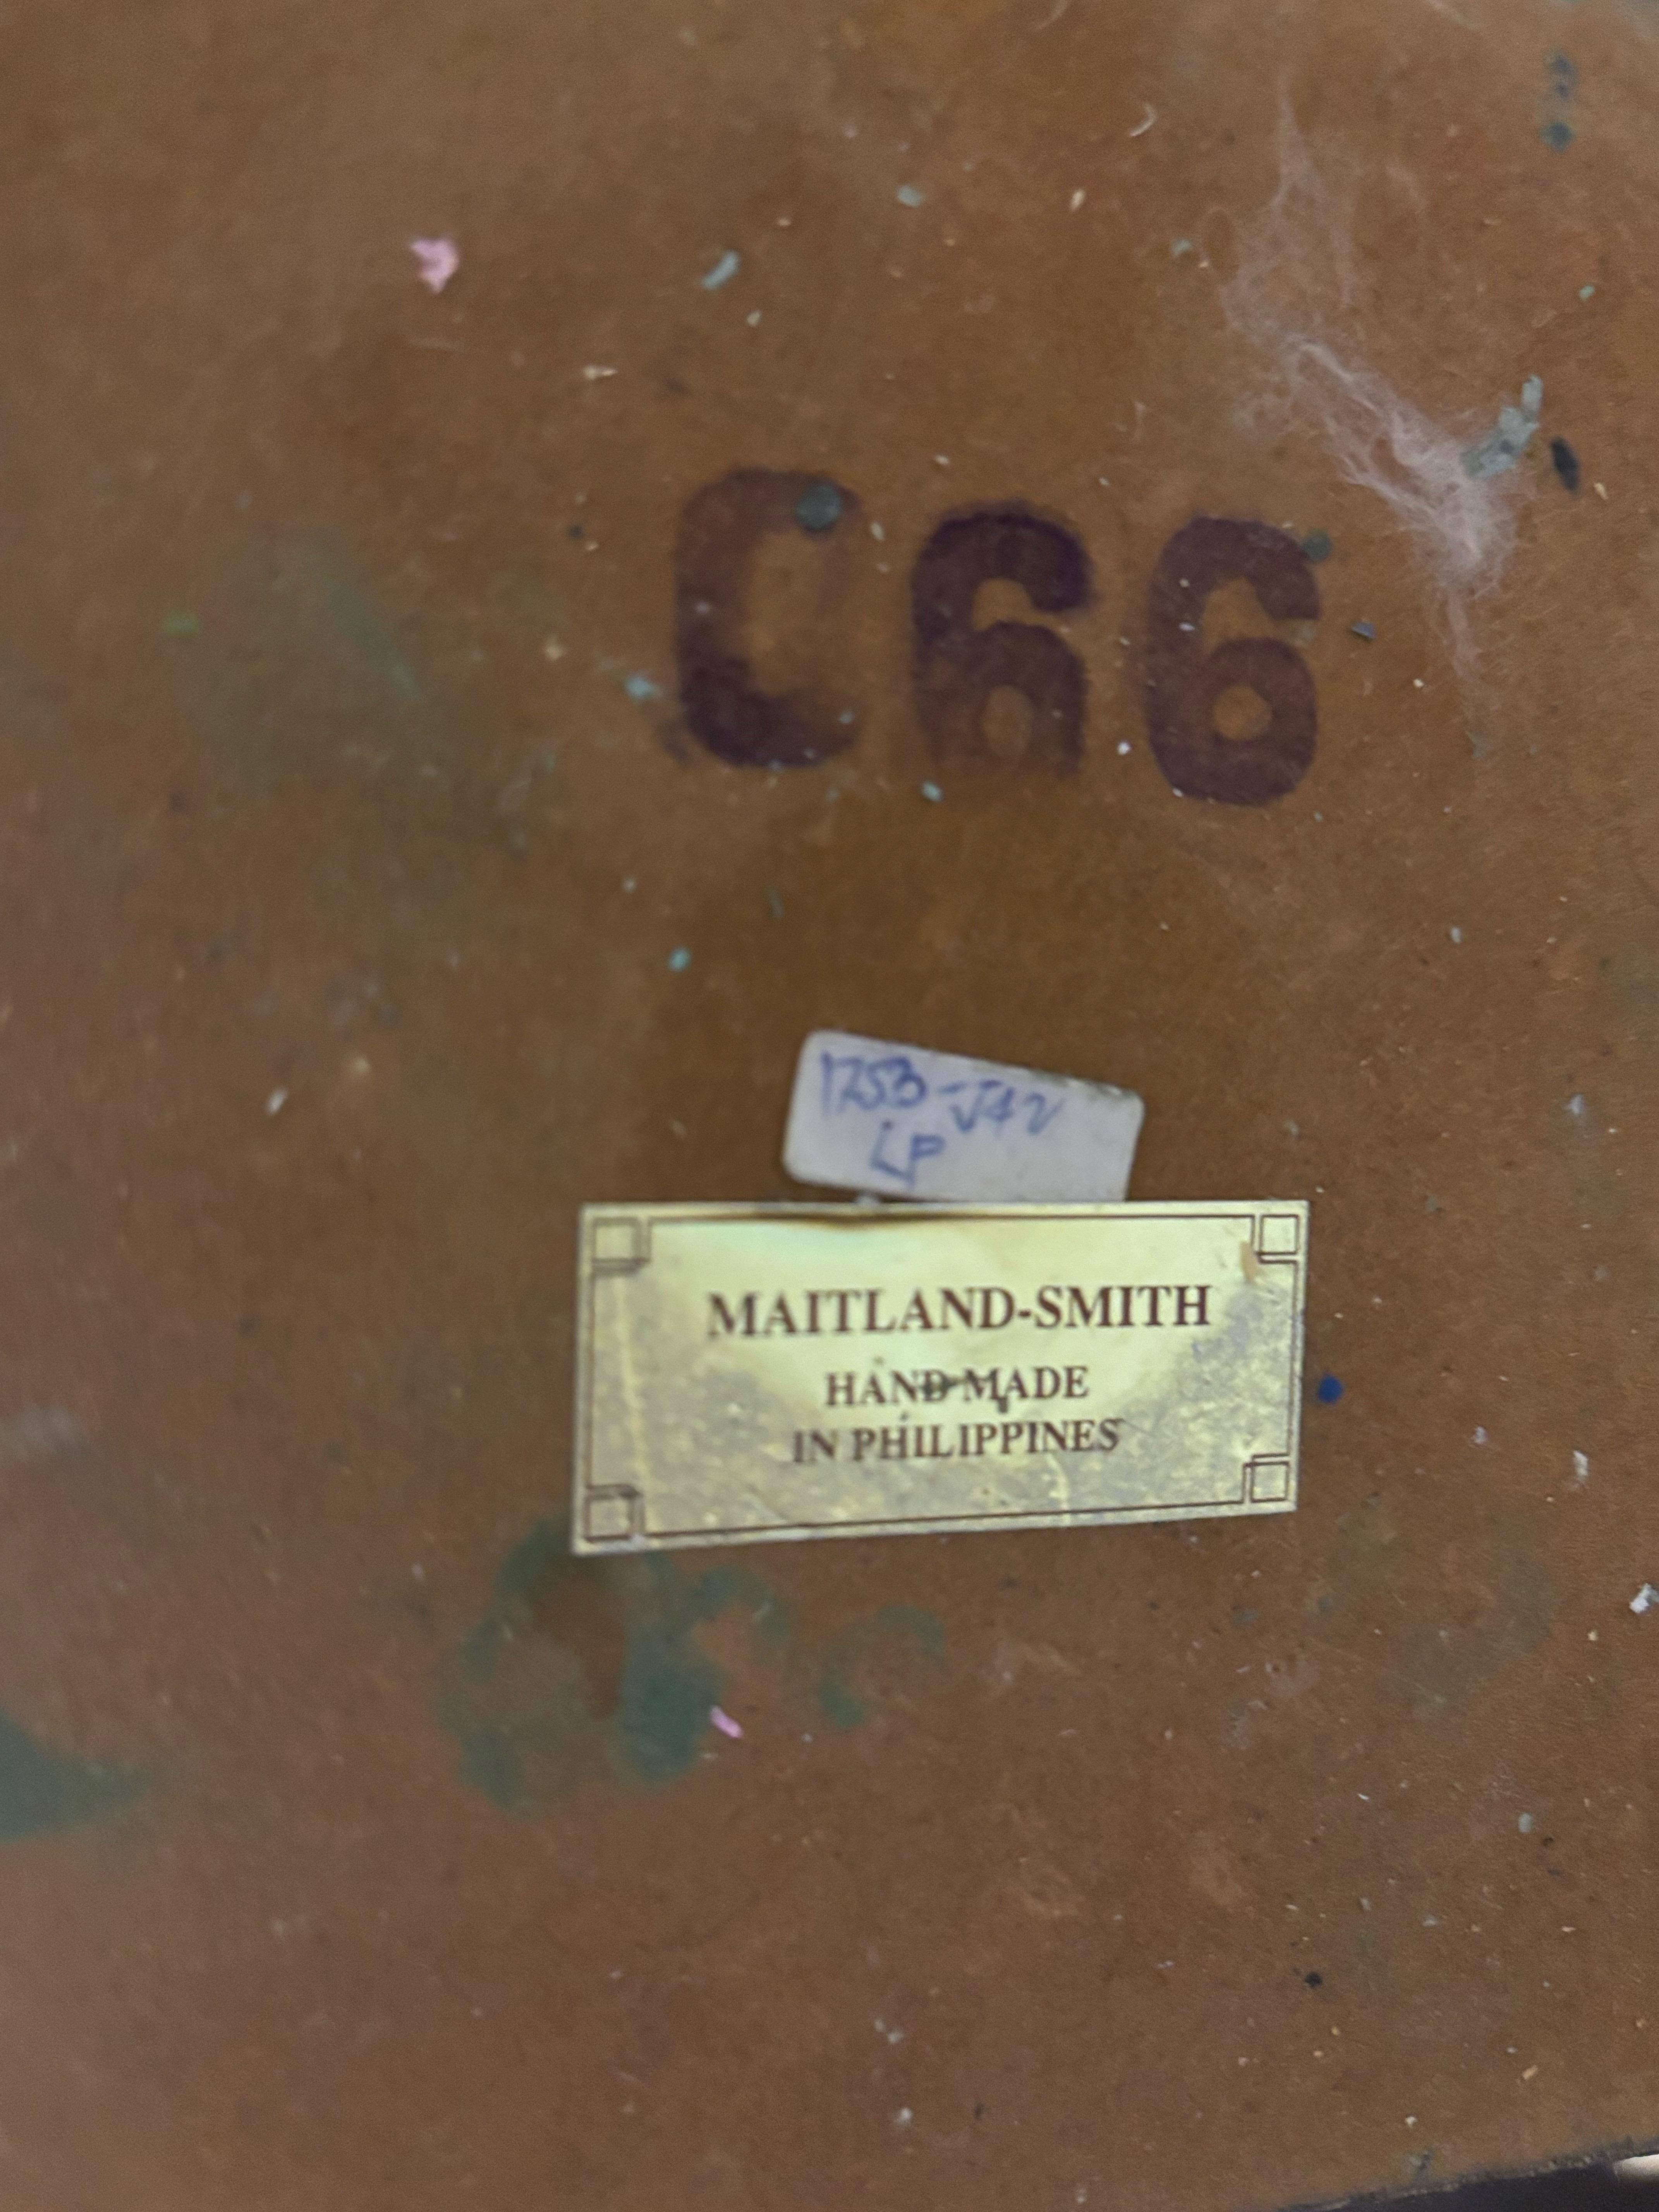 C66
1253-J42
LP
MAITLAND-SMITH
HAND MADE
IN PHILIPPINES